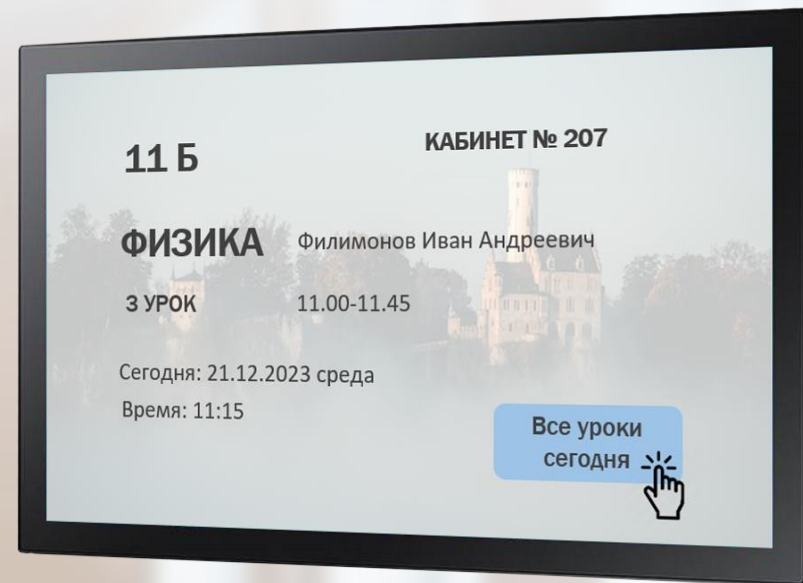 11 Б
КАБИНЕТ № 207
ФИЗИКА
Филимонов Иван Андреевич
3 УРОК
11.00-11.45
Сегодня: 21.12.2023 среда
Время: 11:15
Все уроки
сегодня